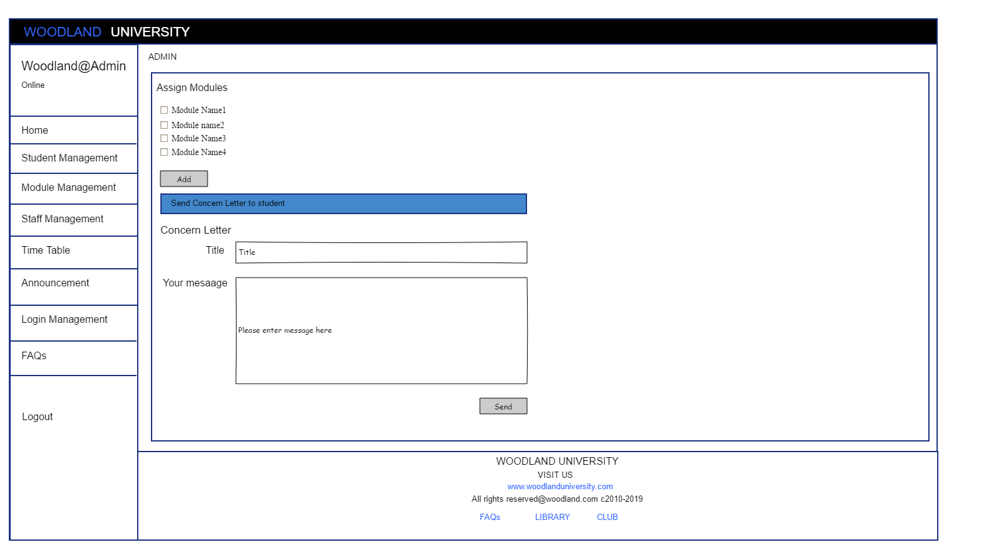 WOODLAND UNIVERSITY
Woodland@Admin
Online
Home
Student Management
Module Management
Staff Management
Time Table
Announcement
Login Management
FAQs
Logout
ADMIN
Assign Modules
Module Name1
Module name2
Module Name3
Module Name4
Add
Send Concern Letter to student
Concern Letter
Title Title
Your mesaage
Please enter message here
Send
WOODLAND UNIVERSITY
VISIT US
www.woodlanduniversity.com
All rights reserved@woodland.com c2010-2019
FAQs LIBRARY CLUB